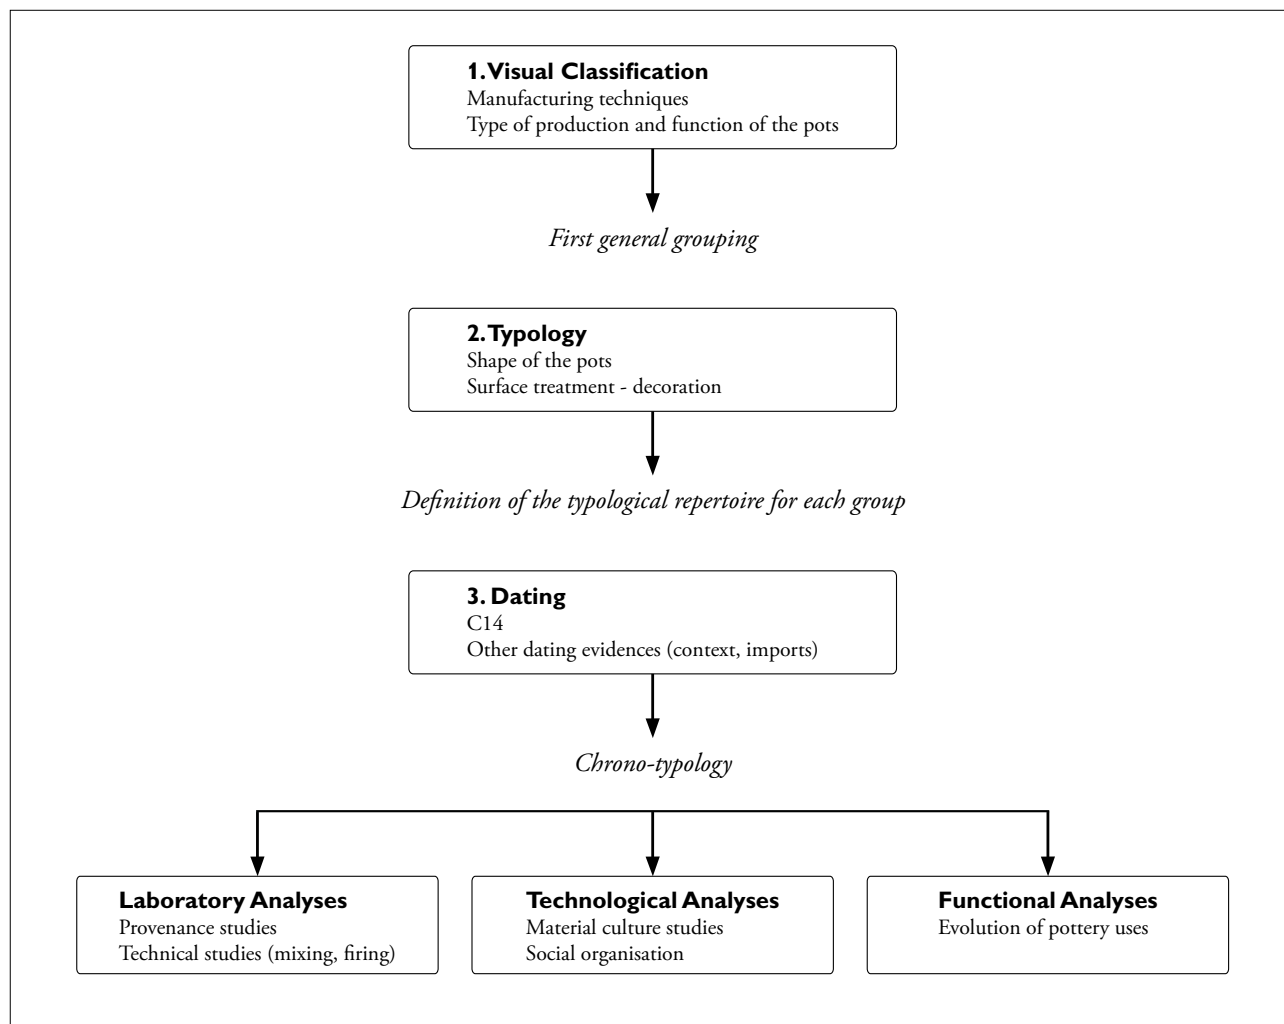 1. Visual Classification
Manufacturing techniques
Type of production and function of the pots
First general grouping
2. Typology
Shape of the pots
Surface treatment - decoration
Definition of the typological repertoire for each group
3. Dating
C14
Other dating evidences (context, imports)
Chrono-typology
Laboratory Analyses
Provenance studies
Technical studies (mixing, firing)
Technological Analyses
Material culture studies
Social organisation
Functional Analyses
Evolution of pottery uses